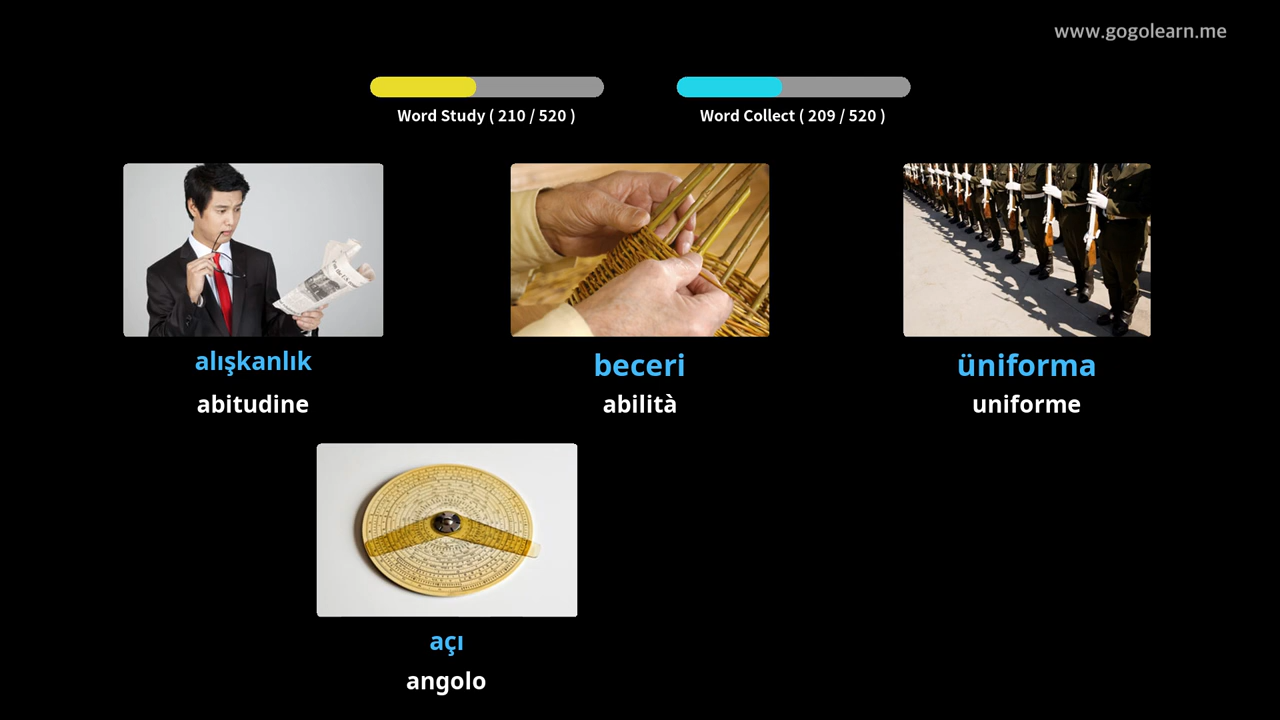 www.gogolearn.me
Word Study ( 210 / 520 )
Word Collect ( 209 / 520 )
alışkanlık
abitudine
beceri
abilità
üniforma
uniforme
açı
angolo